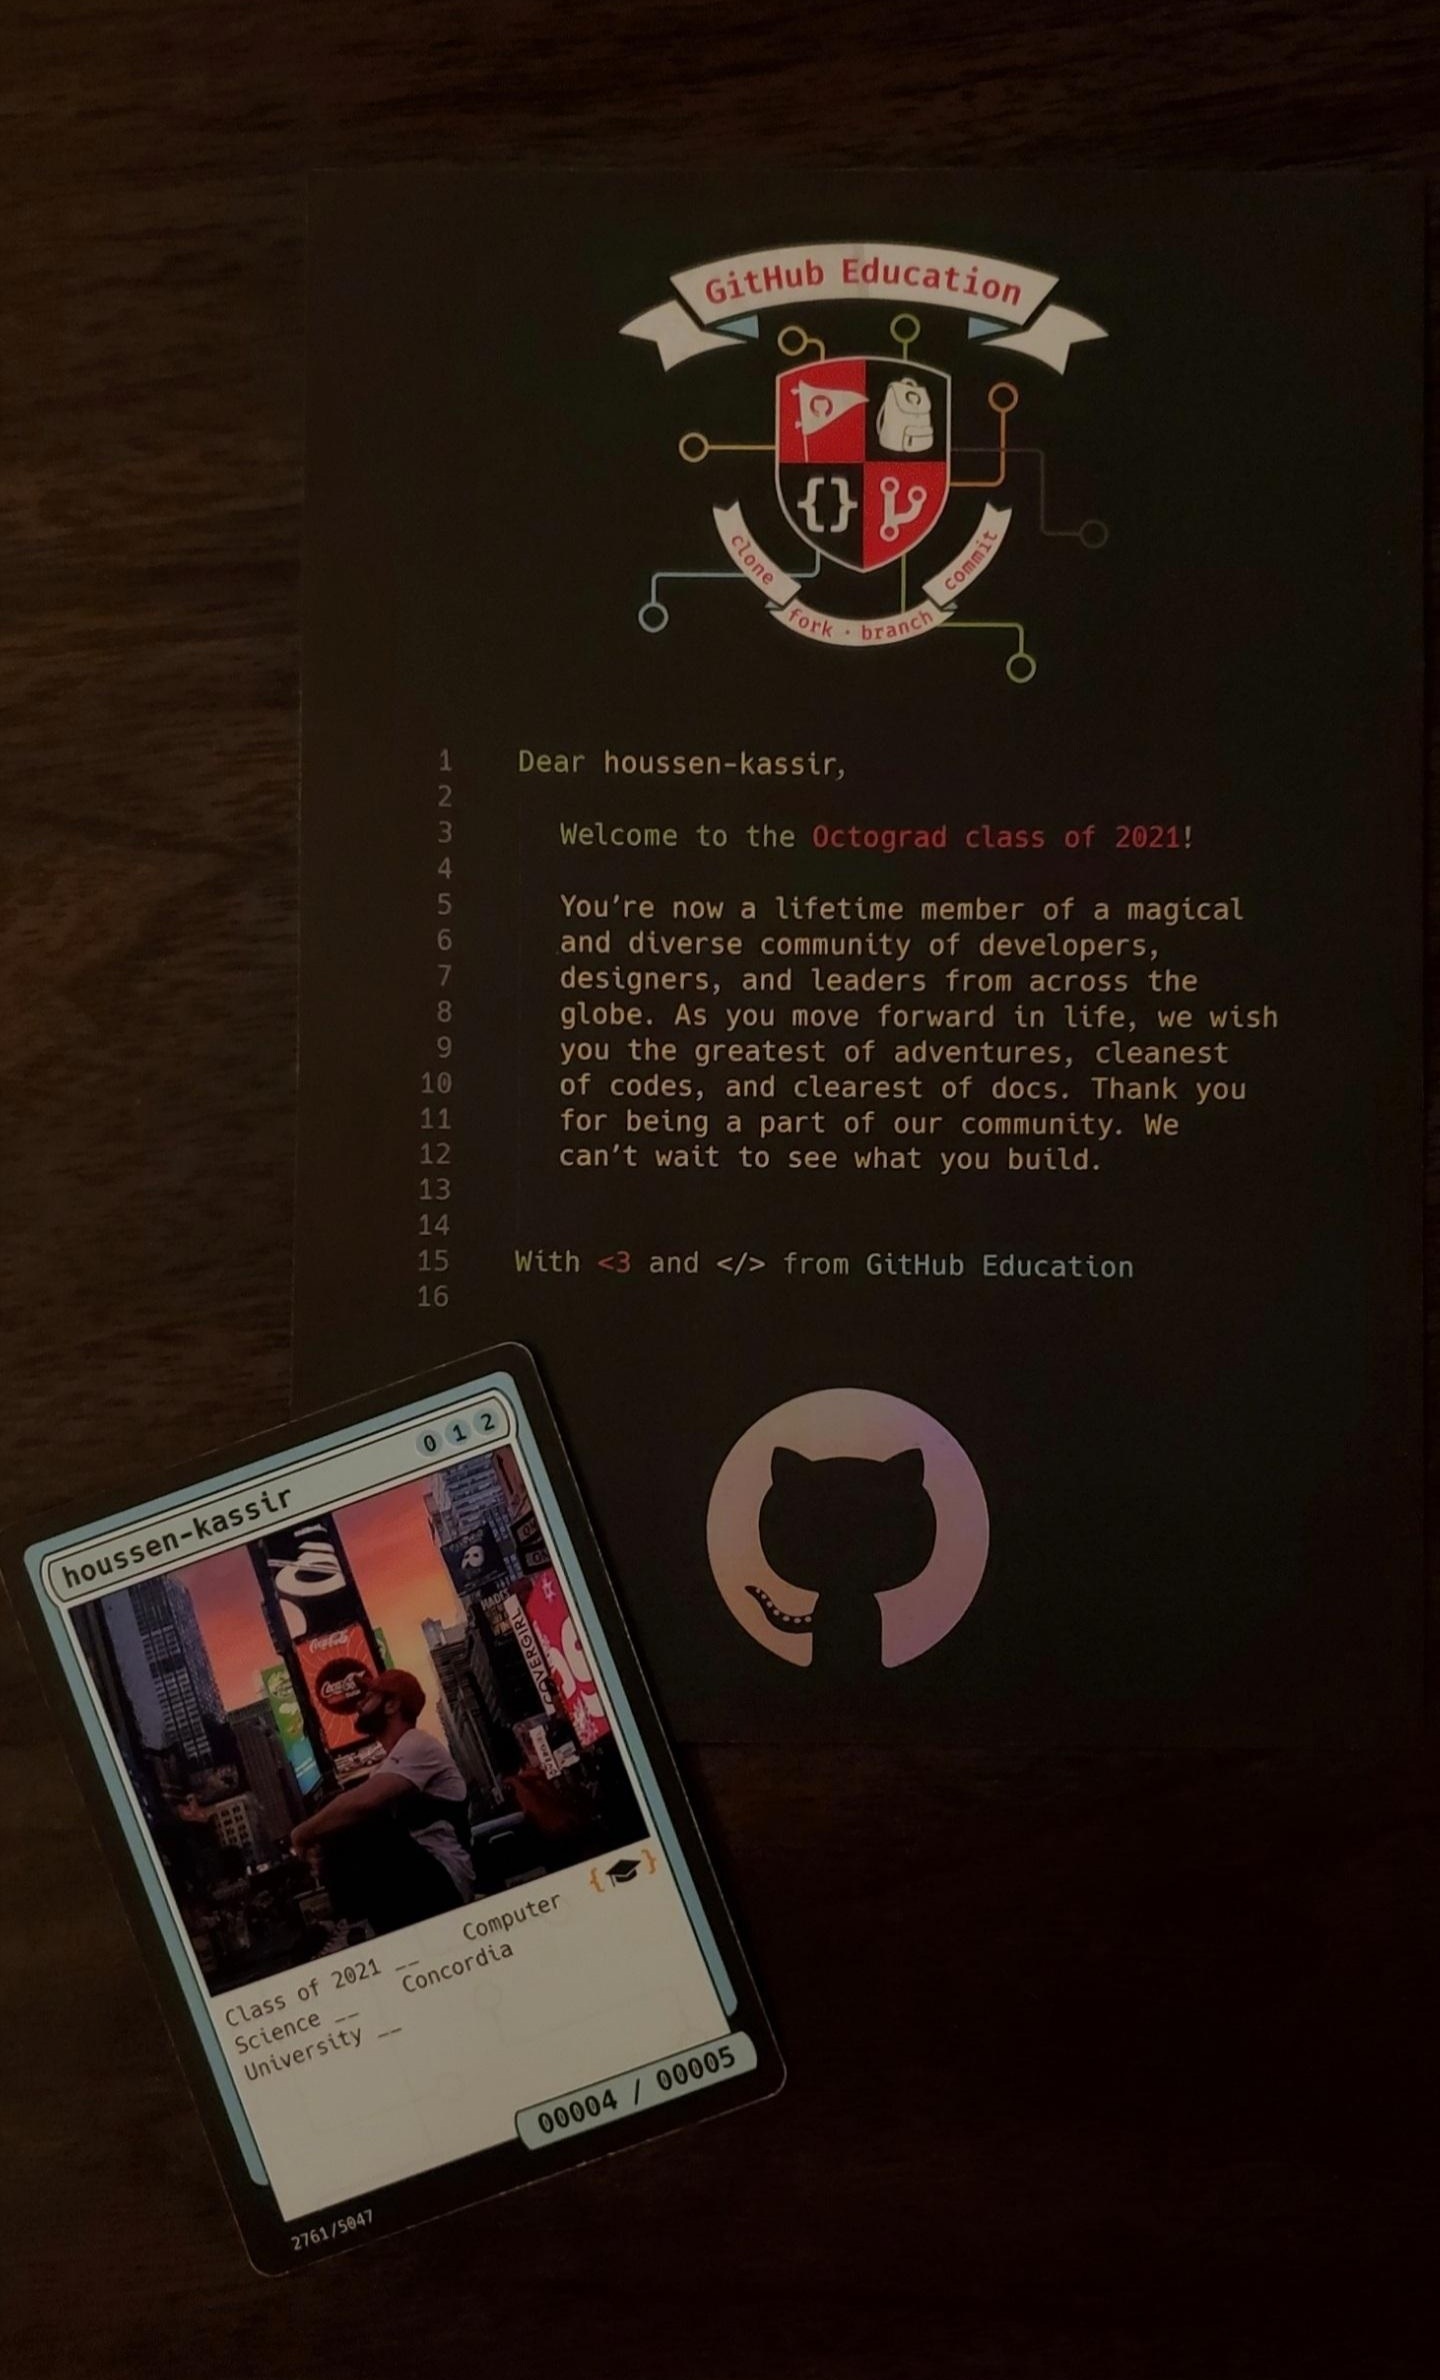 GitHub Education
C
C
{}
clone
fork · branch
commit
1 Dear houssen-kassir,
2
3 Welcome to the Octograd class of 2021!
4
5 You're now a lifetime member of a magical
6 and diverse community of developers,
7 designers, and leaders from across the
8 globe. As you move forward in life, we wish
9 you the greatest of adventures, cleanest
10 of codes, and clearest of docs. Thank you
11 for being a part of our community. We
12 can't wait to see what you build.
13
14
15 With <3 and </> from GitHub Education
16
houssen-kassir
0 1 2
Coca-Cola
Coca-Cola
COVERGIRL
{ }
Class of 2021 __ Computer
Science __ Concordia
University __
00004 / 00005
2761/5047